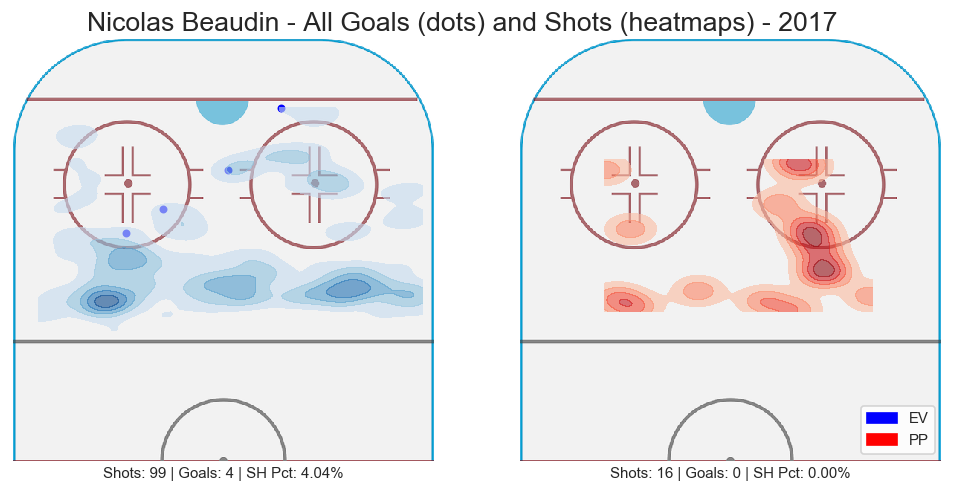 Nicolas Beaudin - All Goals (dots) and Shots (heatmaps) - 2017
EV
PP
Shots: 99 | Goals: 4 | SH Pct: 4.04%
Shots: 16 | Goals: 0 | SH Pct: 0.00%